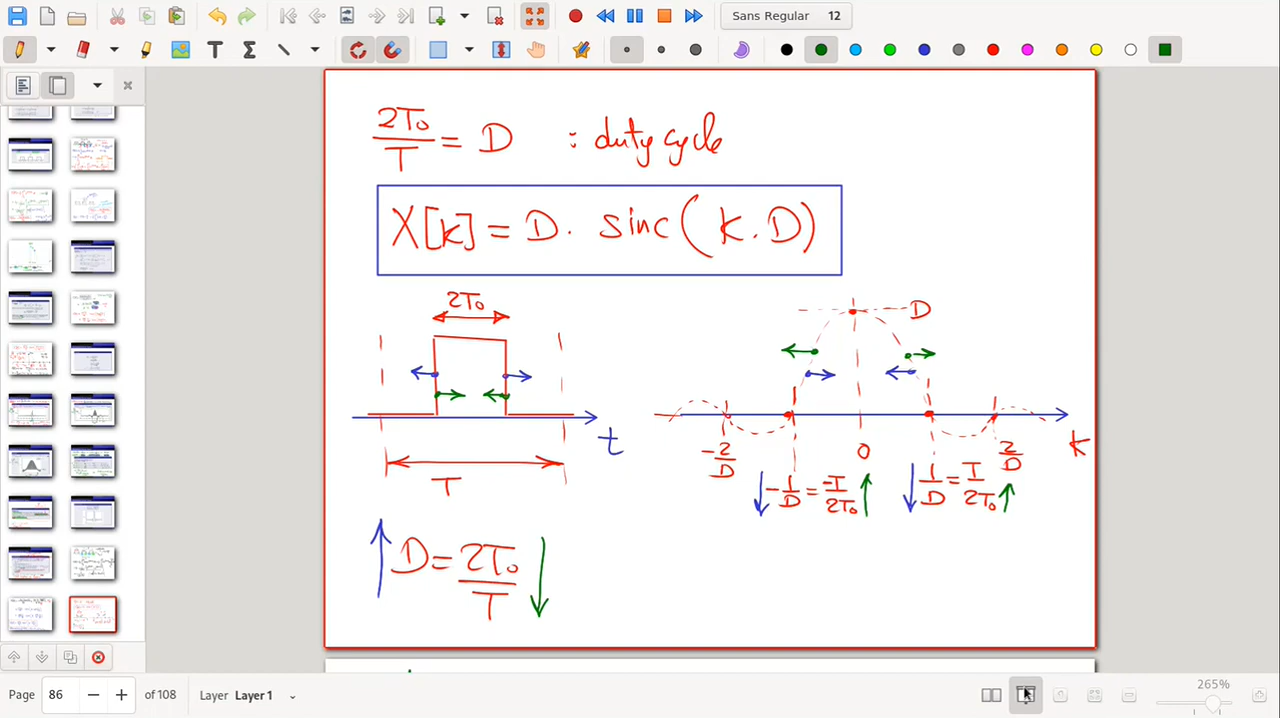 Sans Regular 12
2T₀/T = D : duty cycle
X[k] = D. sinc(k.D)
2T₀
D
t
T
-2/D
0
2/D
k
-1/D = -T/2T₀
1/D = T/2T₀
D = 2T₀/T
Page 86 of 108 Layer Layer 1
265%